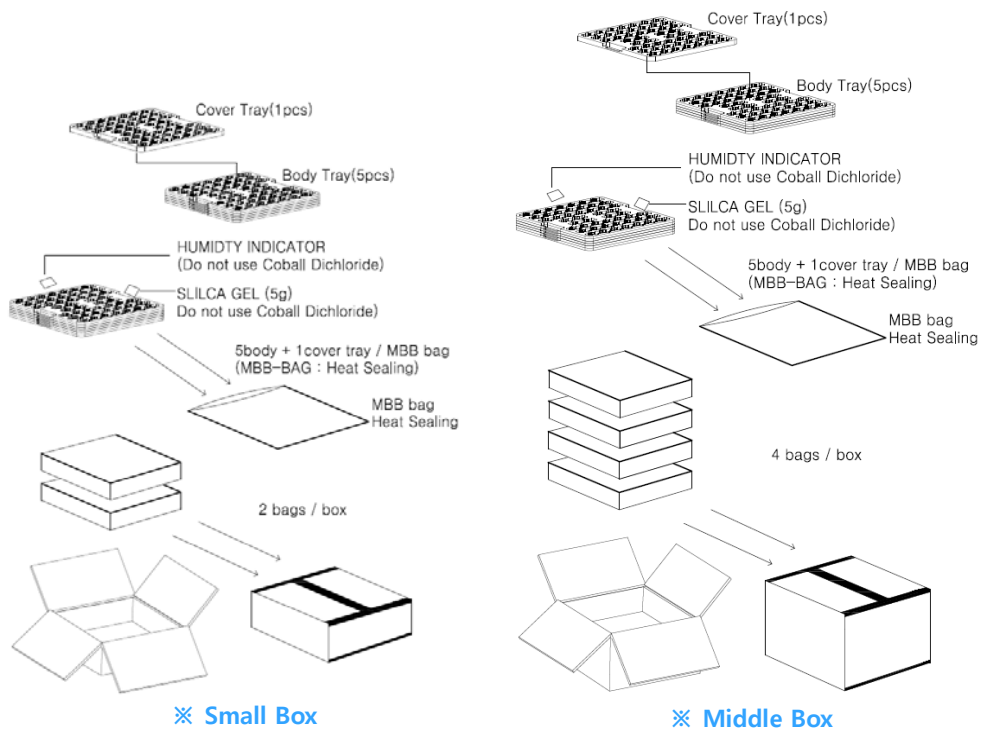 Cover Tray(1pcs)
Body Tray(5pcs)
HUMIDTY INDICATOR
(Do not use Coball Dichloride)
SLILCA GEL (5g)
Do not use Coball Dichloride)
5body + 1cover tray / MBB bag
(MBB-BAG : Heat Sealing)
MBB bag
Heat Sealing
2 bags / box
※ Small Box
Cover Tray(1pcs)
Body Tray(5pcs)
HUMIDTY INDICATOR
(Do not use Coball Dichloride)
SLILCA GEL (5g)
Do not use Coball Dichloride)
5body + 1cover tray / MBB bag
(MBB-BAG : Heat Sealing)
MBB bag
Heat Sealing
4 bags / box
※ Middle Box